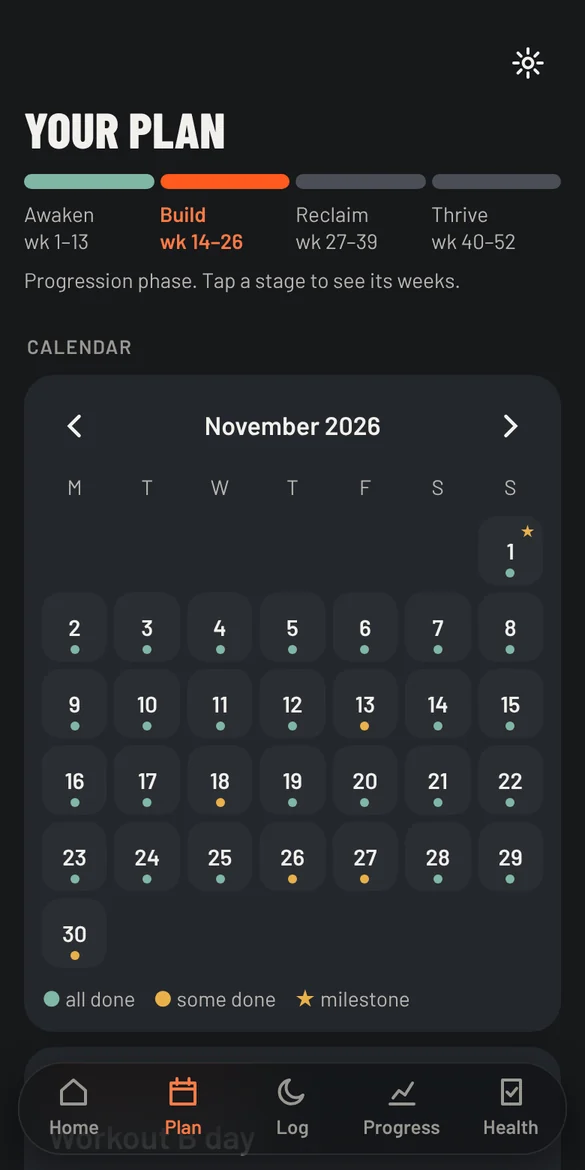 YOUR PLAN
Awaken Build Reclaim Thrive
wk 1–13 wk 14–26 wk 27–39 wk 40–52
Progression phase. Tap a stage to see its weeks.
CALENDAR
November 2026
M T W T F S S
1
2 3 4 5 6 7 8
9 10 11 12 13 14 15
16 17 18 19 20 21 22
23 24 25 26 27 28 29
30
all done some done milestone
Home Plan Log Progress Health
Workout B day